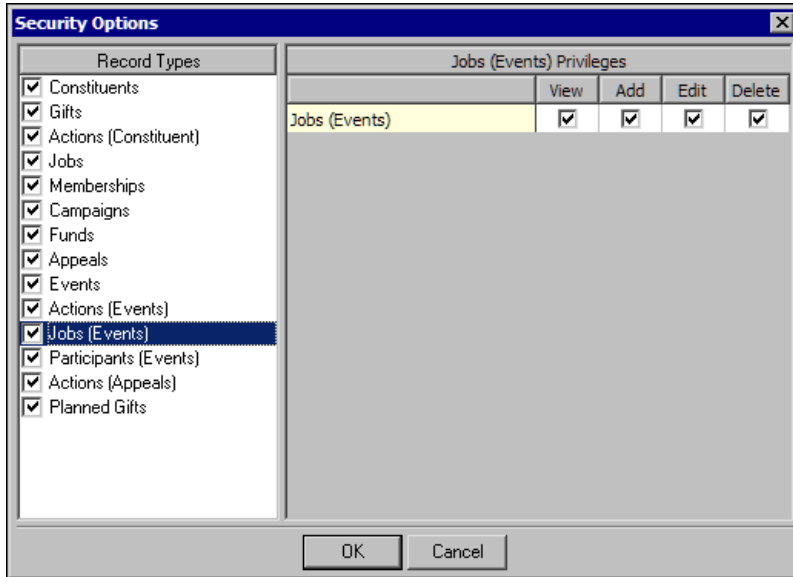 Security Options
Record Types
Constituents
Gifts
Actions (Constituent)
Jobs
Memberships
Campaigns
Funds
Appeals
Events
Actions (Events)
Jobs (Events)
Participants (Events)
Actions (Appeals)
Planned Gifts
Jobs (Events) Privileges
View Add Edit Delete
Jobs (Events)
OK Cancel